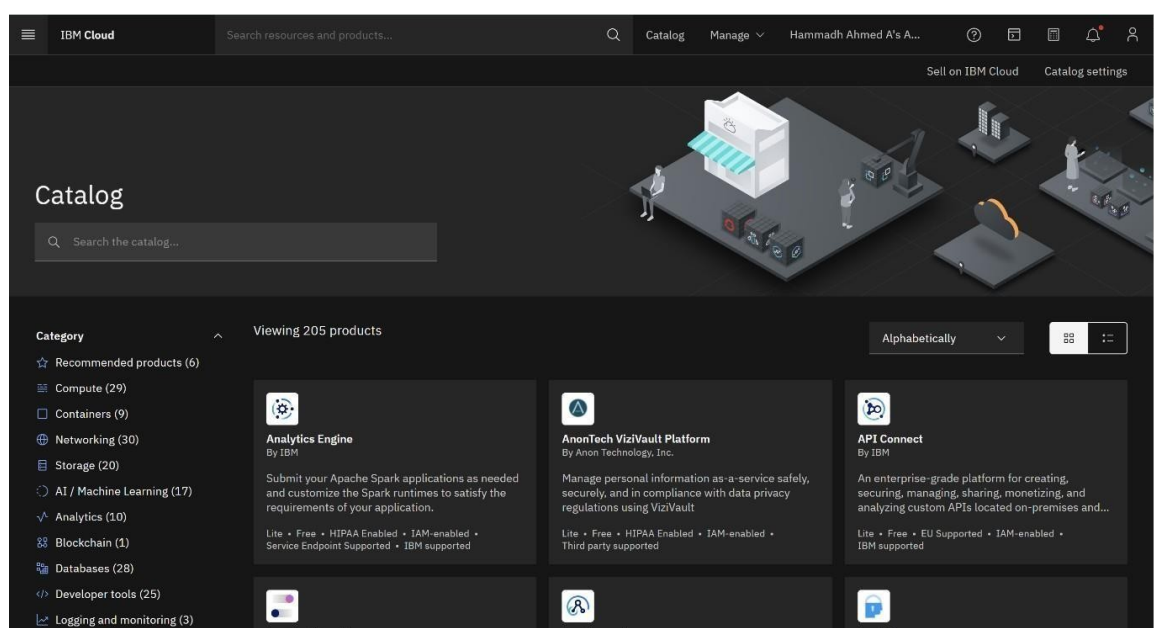 IBM Cloud
Search resources and products...
Catalog
Manage
Hammadh Ahmed A's A...
Sell on IBM Cloud
Catalog settings
Catalog
Search the catalog...
Category
Recommended products (6)
Compute (29)
Containers (9)
Networking (30)
Storage (20)
AI / Machine Learning (17)
Analytics (10)
Blockchain (1)
Databases (28)
Developer tools (25)
Logging and monitoring (3)
Viewing 205 products
Alphabetically
Analytics Engine
By IBM
Submit your Apache Spark applications as needed
and customize the Spark runtimes to satisfy the
requirements of your application.
Lite • Free • HIPAA Enabled • IAM-enabled •
Service Endpoint Supported • IBM supported
AnonTech ViziVault Platform
By Anon Technology, Inc.
Manage personal information as-a-service safely,
securely, and in compliance with data privacy
regulations using ViziVault
Lite • Free • HIPAA Enabled • IAM-enabled •
Third party supported
API Connect
By IBM
An enterprise-grade platform for creating,
securing, managing, sharing, monetizing, and
analyzing custom APIs located on-premises and...
Lite • Free • EU Supported • IAM-enabled •
IBM supported